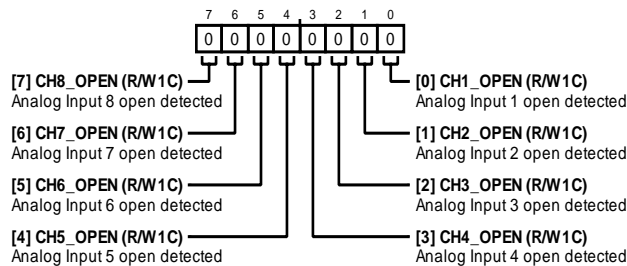 7 6 5 4 3 2 1 0
0 0 0 0 0 0 0 0
[7] CH8_OPEN (R/W1C)
Analog Input 8 open detected
[6] CH7_OPEN (R/W1C)
Analog Input 7 open detected
[5] CH6_OPEN (R/W1C)
Analog Input 6 open detected
[4] CH5_OPEN (R/W1C)
Analog Input 5 open detected
[0] CH1_OPEN (R/W1C)
Analog Input 1 open detected
[1] CH2_OPEN (R/W1C)
Analog Input 2 open detected
[2] CH3_OPEN (R/W1C)
Analog Input 3 open detected
[3] CH4_OPEN (R/W1C)
Analog Input 4 open detected